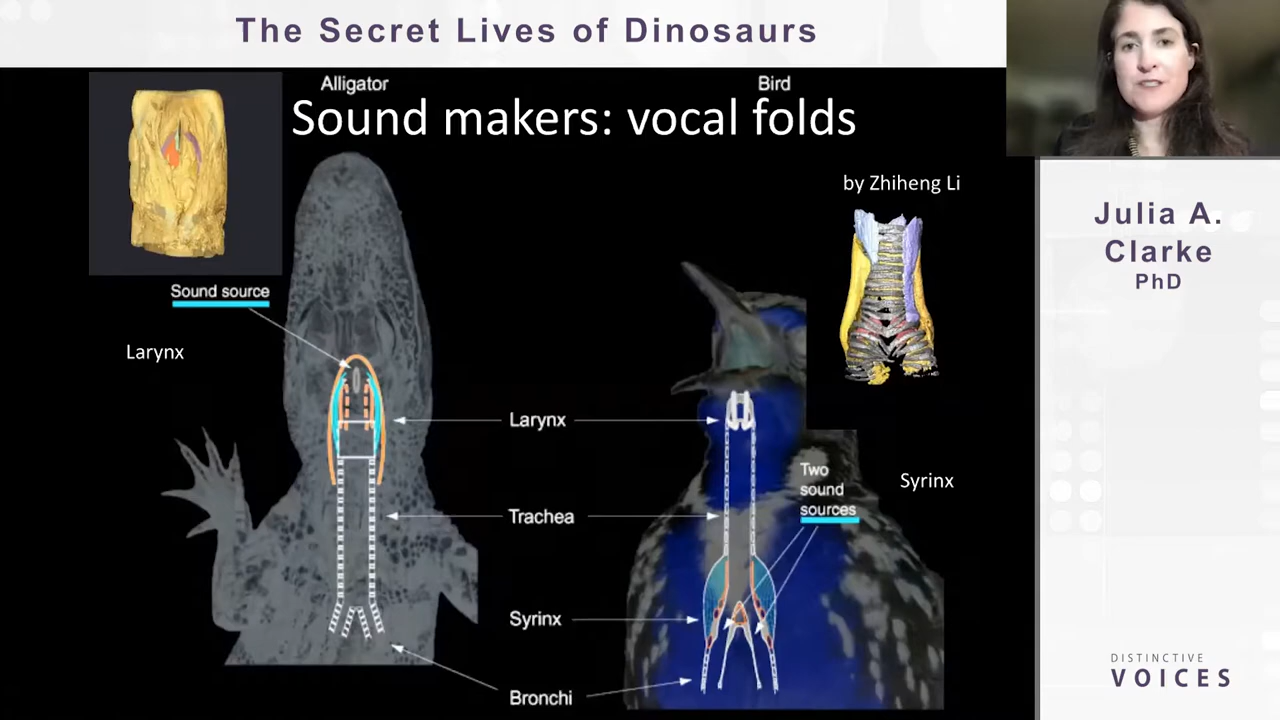 The Secret Lives of Dinosaurs
Alligator
Bird
Sound makers: vocal folds
by Zhiheng Li
Sound source
Larynx
Larynx
Trachea
Two
sound
sources
Syrinx
Syrinx
Bronchi
Julia A.
Clarke
PhD
DISTINCTIVE
VOICES